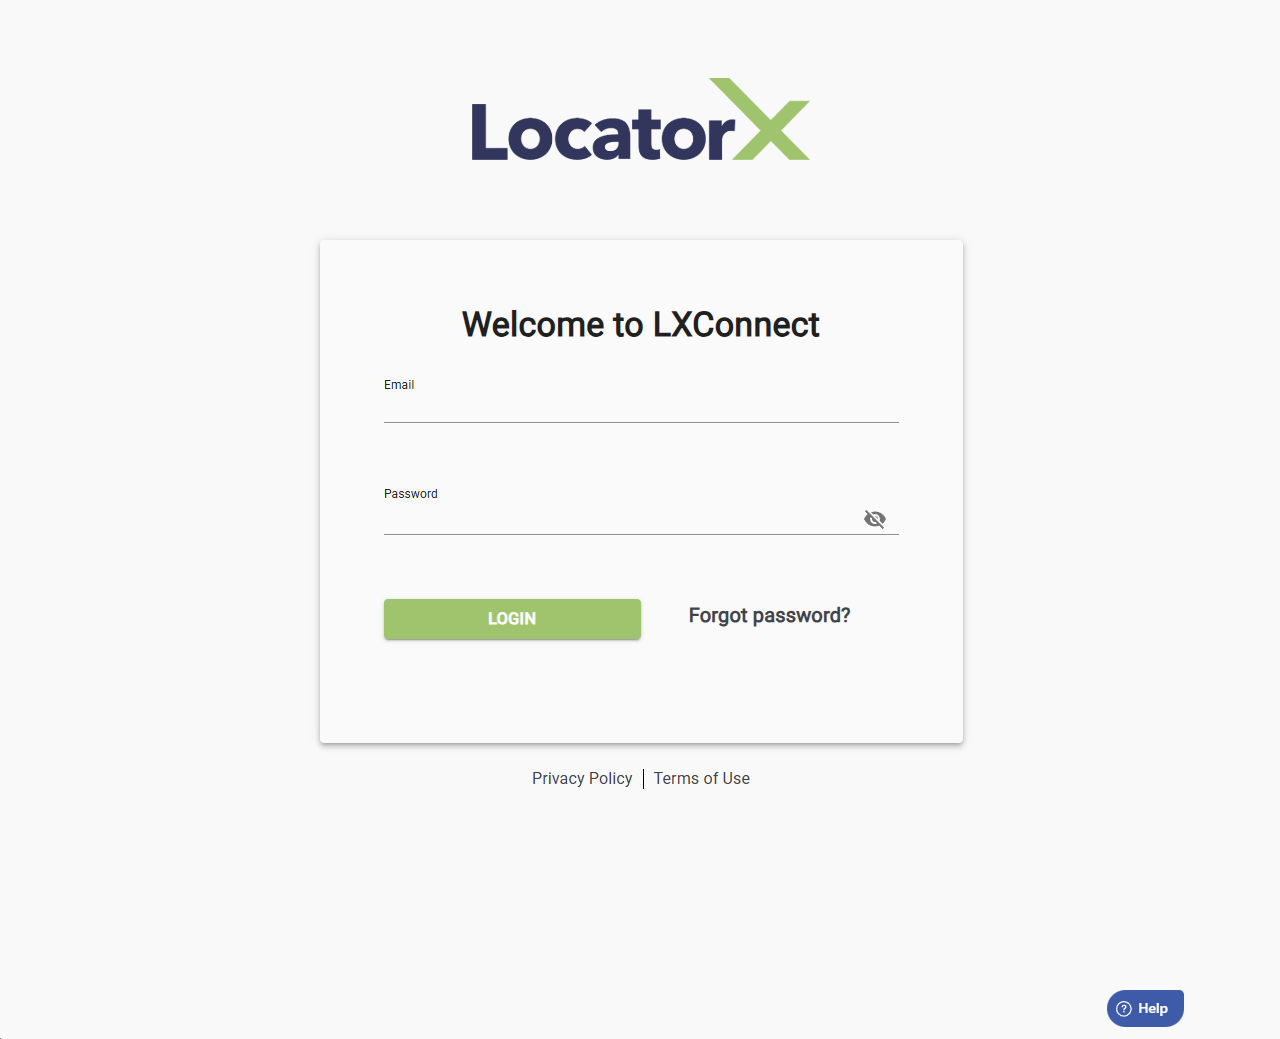 LocatorX
Welcome to LXConnect
Email
Password
LOGIN
Forgot password?
Privacy Policy
Terms of Use
Help